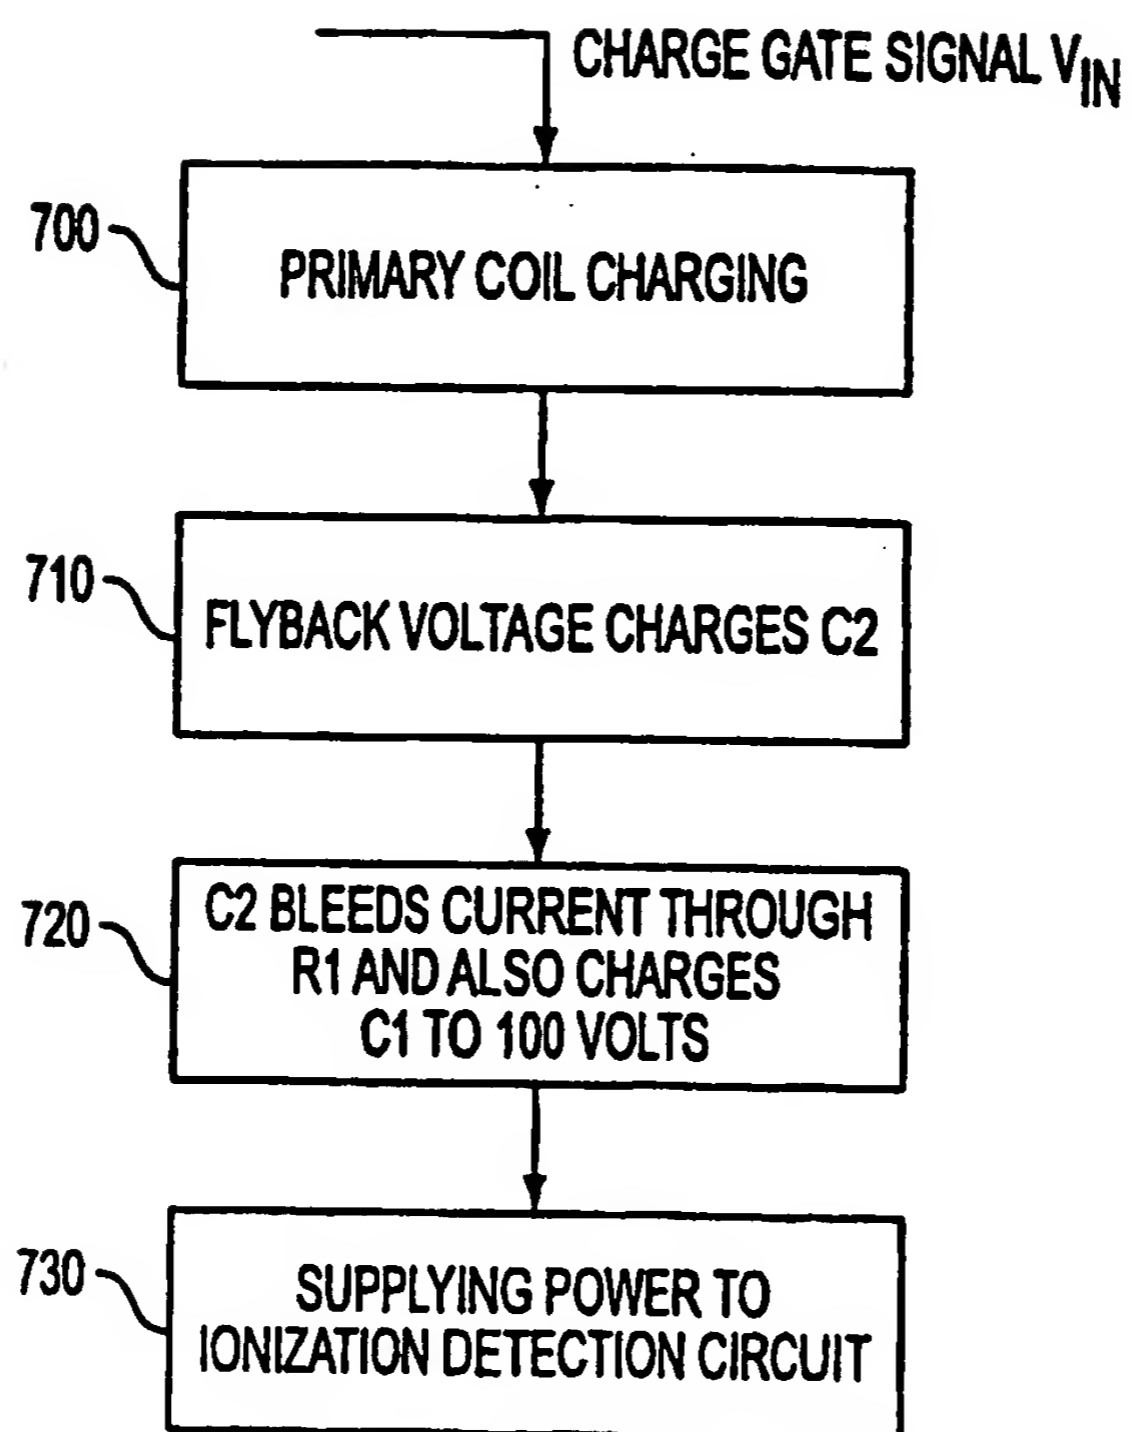 CHARGE GATE SIGNAL VIN
700
PRIMARY COIL CHARGING
710
FLYBACK VOLTAGE CHARGES C2
720
C2 BLEEDS CURRENT THROUGH
R1 AND ALSO CHARGES
C1 TO 100 VOLTS
730
SUPPLYING POWER TO
IONIZATION DETECTION CIRCUIT